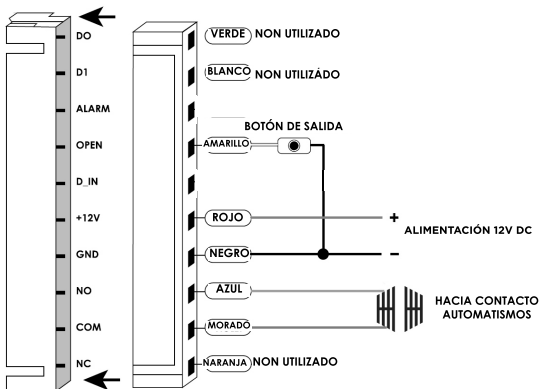 DO
D1
ALARM
OPEN
D_IN
+12V
GND
NO
COM
NC
VERDE NON UTILIZADO
BLANCO NON UTILIZÁDO
BOTÓN DE SALIDA
AMARILLO
ROJO
+
ALIMENTACIÓN 12V DC
NEGRO
–
AZUL
HACIA CONTACTO
AUTOMATISMOS
MORADO
NARANJA NON UTILIZADO